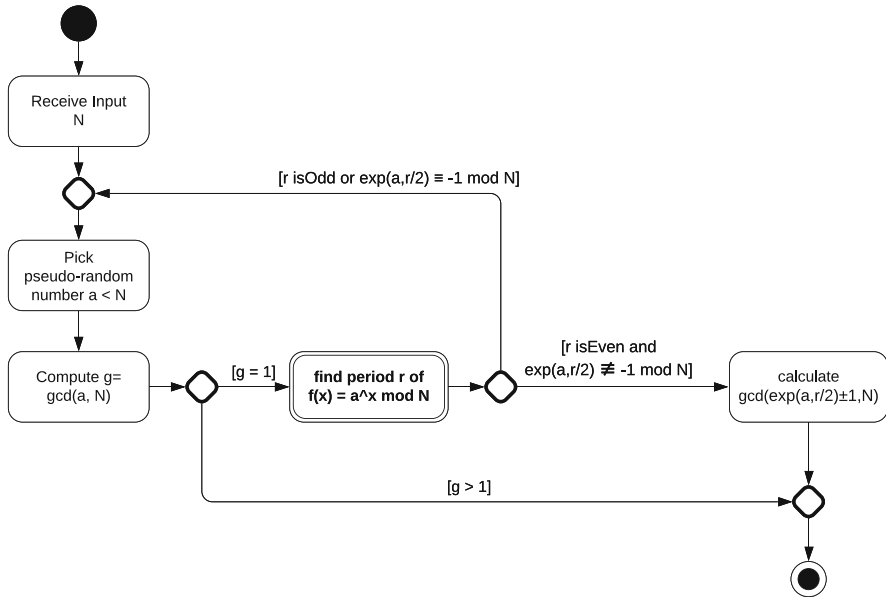 Receive Input
N
[r isOdd or exp(a,r/2) ≡ -1 mod N]
Pick
pseudo-random
number a < N
Compute g=
gcd(a, N)
[g = 1]
find period r of
f(x) = a^x mod N
[r isEven and
exp(a,r/2) ≢ -1 mod N]
calculate
gcd(exp(a,r/2)±1,N)
[g > 1]